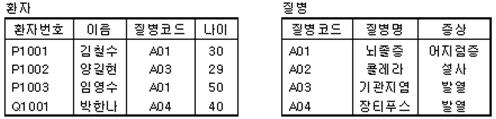 환자 질병
환자번호 이름 질병코드 나이 질병코드 질병명 증상
P1001 김철수 A01 30 A01 뇌졸증 어지럼증
P1002 양길현 A03 29 A02 콜레라 설사
P1003 임영수 A01 50 A03 기관지염 발열
Q1001 박한나 A04 40 A04 장티푸스 발열